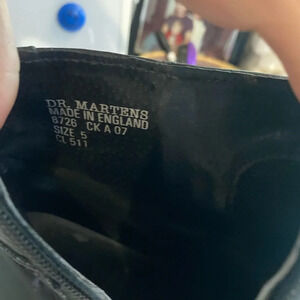 DR. MARTENS
MADE IN ENGLAND
8726 CK A 07
SIZE 5
CL 511